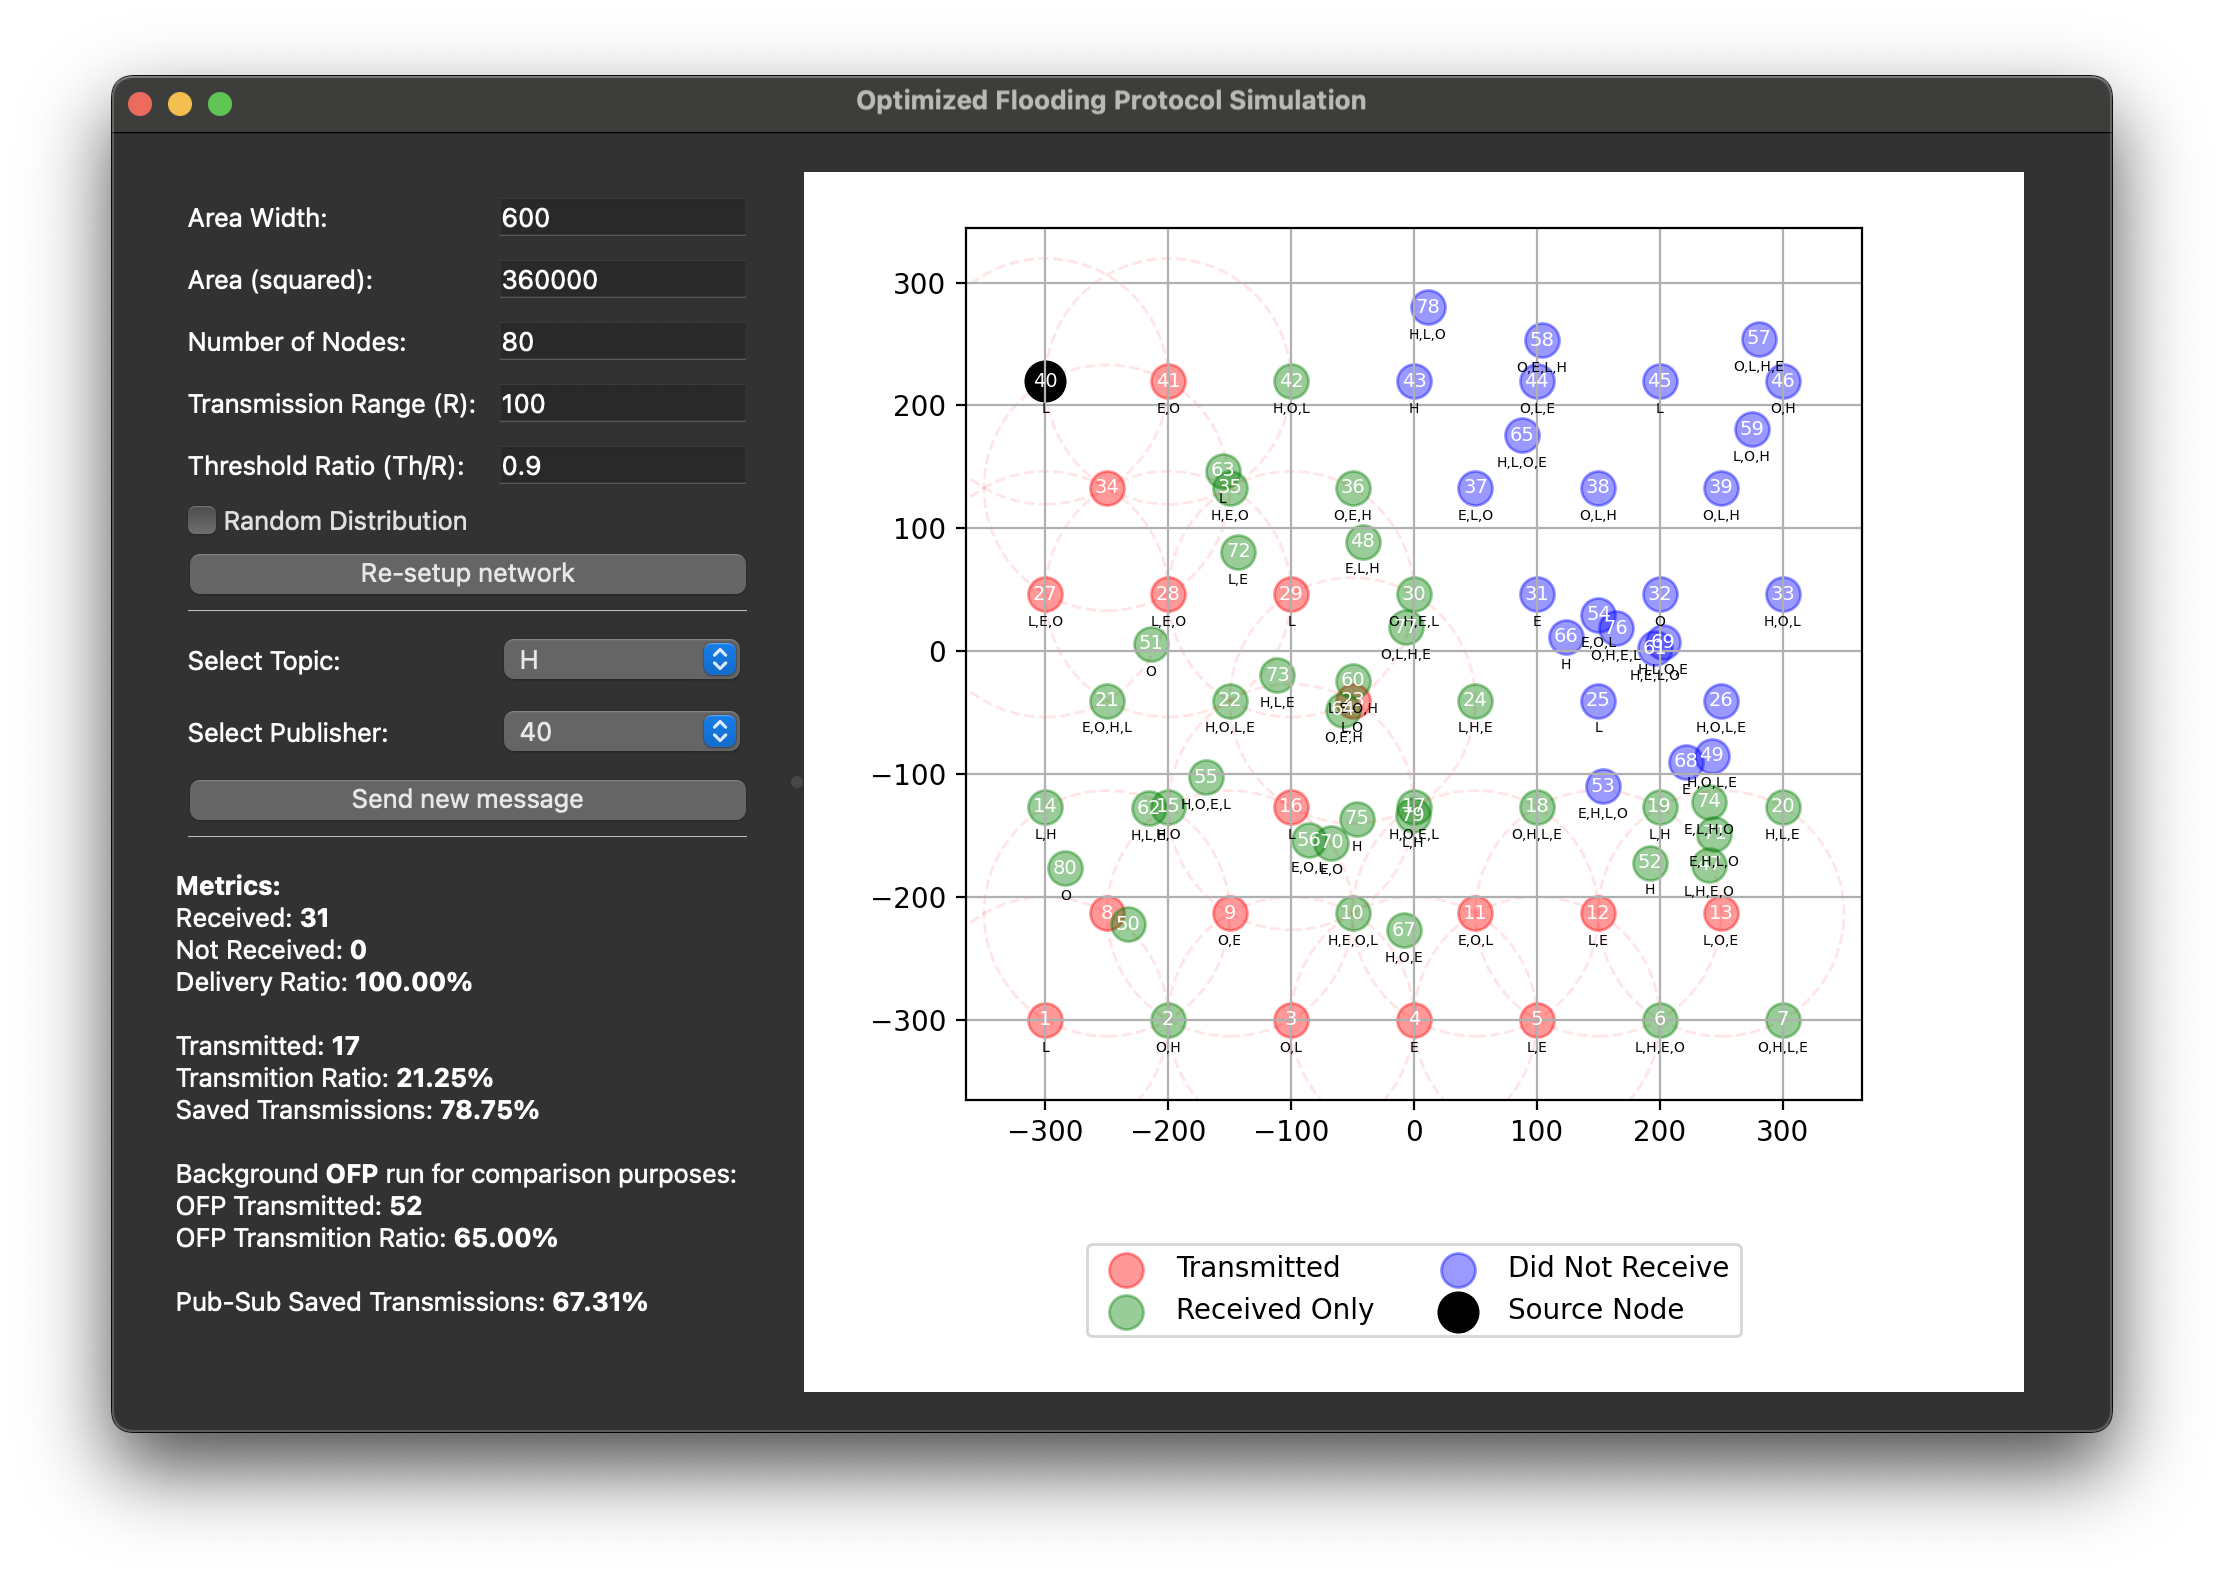 Optimized Flooding Protocol Simulation
Area Width: 600
Area (squared): 360000
Number of Nodes: 80
Transmission Range (R): 100
Threshold Ratio (Th/R): 0.9
Random Distribution
Re-setup network
Select Topic: H
Select Publisher: 40
Send new message
Metrics:
Received: 31
Not Received: 0
Delivery Ratio: 100.00%
Transmitted: 17
Transmition Ratio: 21.25%
Saved Transmissions: 78.75%
Background OFP run for comparison purposes:
OFP Transmitted: 52
OFP Transmition Ratio: 65.00%
Pub-Sub Saved Transmissions: 67.31%
300
78
H,L,O
58
O,E,L,H
57
O,L,H,E
40 41 42 43 44 45 46
L E,O H,O,L H O,L,E L O,H
200
65
H,L,O,E
59
L,O,H
63
L
34 35 36 37 38 39
H,E,O O,E,H E,L,O O,L,H O,L,H
100
72
L,E
48
E,L,H
27 28 29 30 31 32 33
L,E,O L,E,O L O,H,E,L E O H,O,L
51
O
77
O,L,H,E
54
E,O,L
76
O,H,E,L
66
H
69
H,L,O,E
61
H,E,L,O
0
73
H,L,E
60
L,E,O,H
21 22 23 24 25 26
E,O,H,L H,O,L,E L,O L,H,E L H,O,L,E
64
O,E,H
−100
55
H,O,E,L
68
E
49
H,O,L,E
53
E,H,L,O
74
E,L,H,O
14 62 15 16 17 18 19 20
L,H H,L,E E,O L H,O,E,L O,H,L,E L,H H,L,E
75
H
79
L,H
56
E,O,L
70
E,O
71
E,H,L,O
80
O
52
H
47
L,H,E,O
−200
8 50 9 10 11 12 13
O,E H,E,O,L E,O,L L,E L,O,E
67
H,O,E
−300
1 2 3 4 5 6 7
L O,H O,L E L,E L,H,E,O O,H,L,E
−300 −200 −100 0 100 200 300
Transmitted
Received Only
Did Not Receive
Source Node